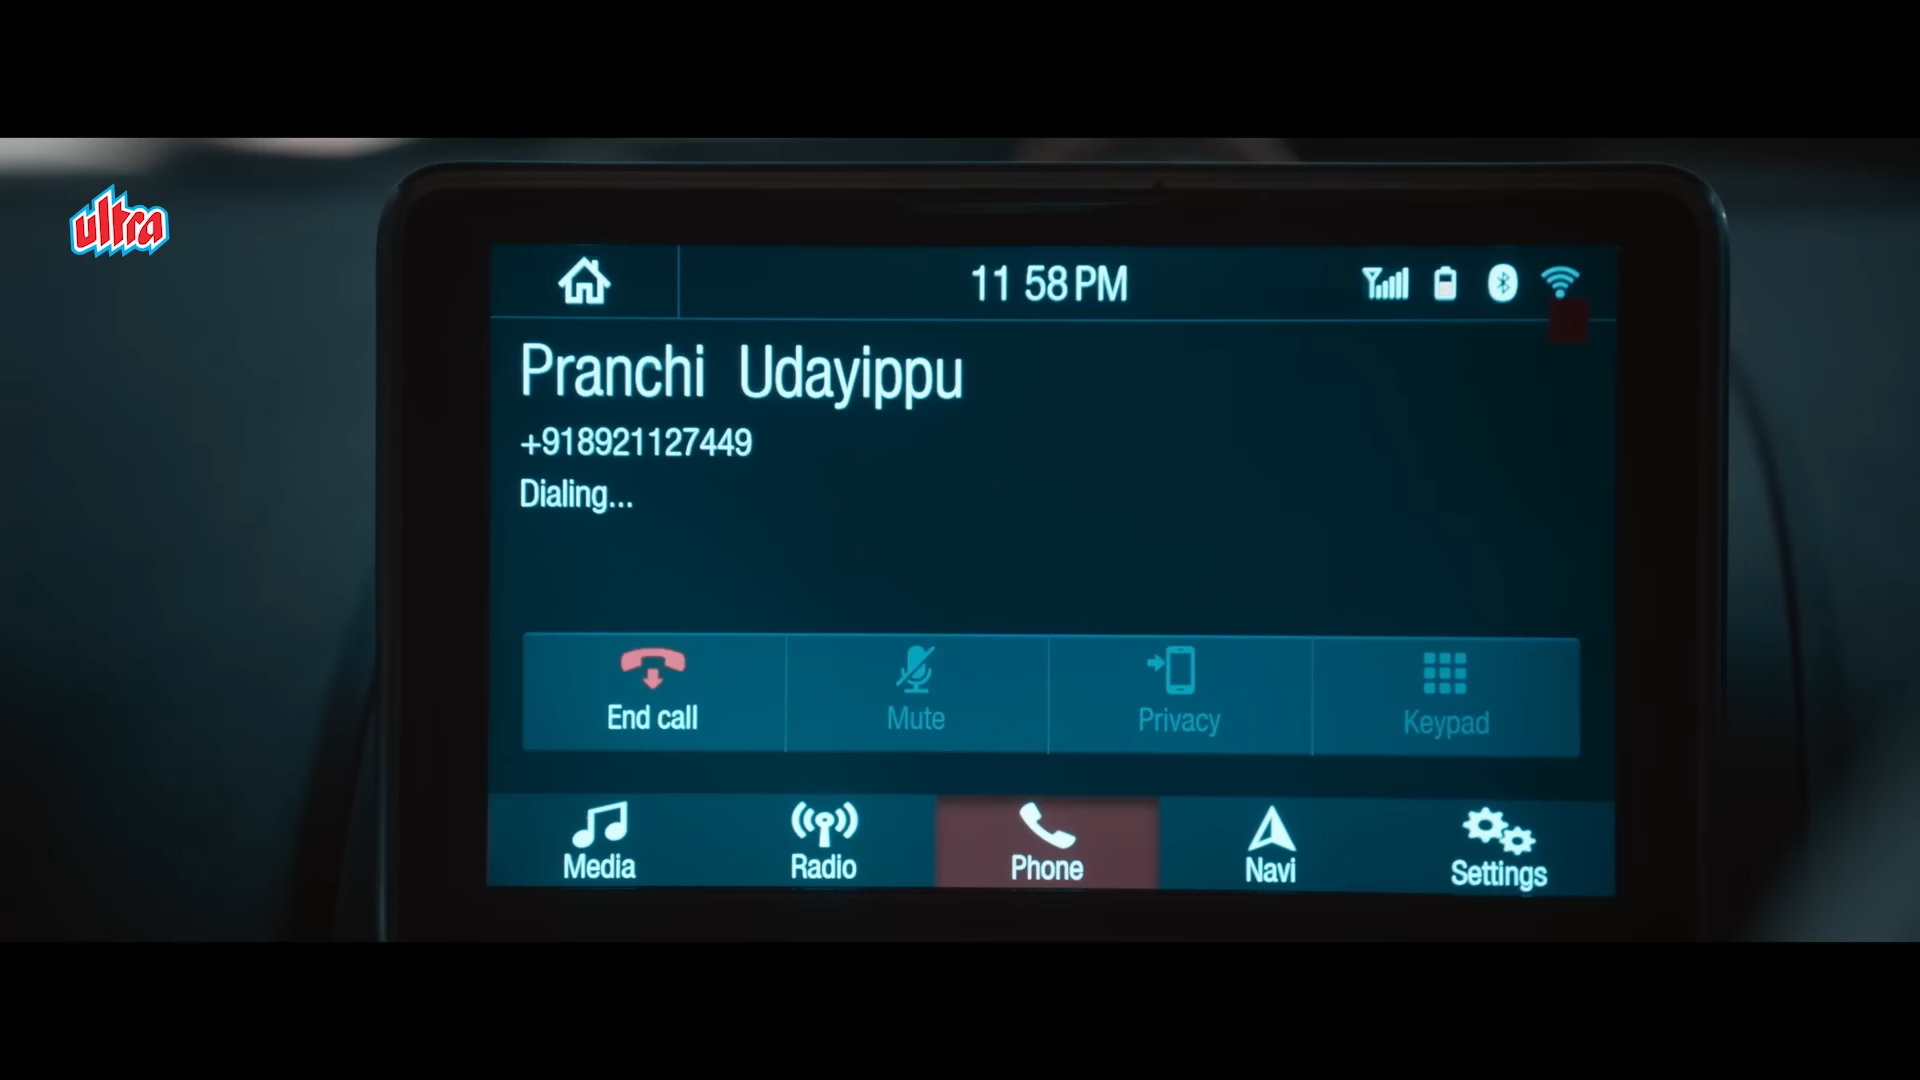 ultra
11 58 PM
Pranchi Udayippu
+918921127449
Dialing...
End call
Mute
Privacy
Keypad
Media
Radio
Phone
Navi
Settings